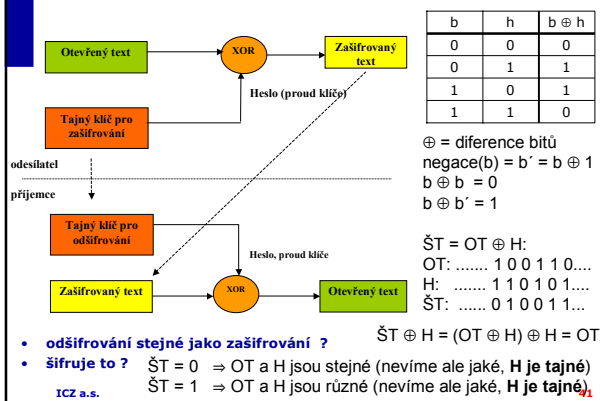 Otevřený text
XOR
Zašifrovaný
text
Heslo (proud klíče)
Tajný klíč pro
zašifrování
odesílatel
příjemce
Tajný klíč pro
odšifrování
Heslo, proud klíče
Zašifrovaný text
XOR
Otevřený text
b h b ⊕ h
0 0 0
0 1 1
1 0 1
1 1 0
⊕ = diference bitů
negace(b) = b´ = b ⊕ 1
b ⊕ b = 0
b ⊕ b´ = 1
ŠT = OT ⊕ H:
OT: ....... 1 0 0 1 1 0....
H: ....... 1 1 0 1 0 1....
ŠT: ...... 0 1 0 0 1 1...
• odšifrování stejné jako zašifrování ?
ŠT ⊕ H = (OT ⊕ H) ⊕ H = OT
• šifruje to ?
ŠT = 0 ⇒ OT a H jsou stejné (nevíme ale jaké, H je tajné)
ŠT = 1 ⇒ OT a H jsou různé (nevíme ale jaké, H je tajné)
ICZ a.s.
41